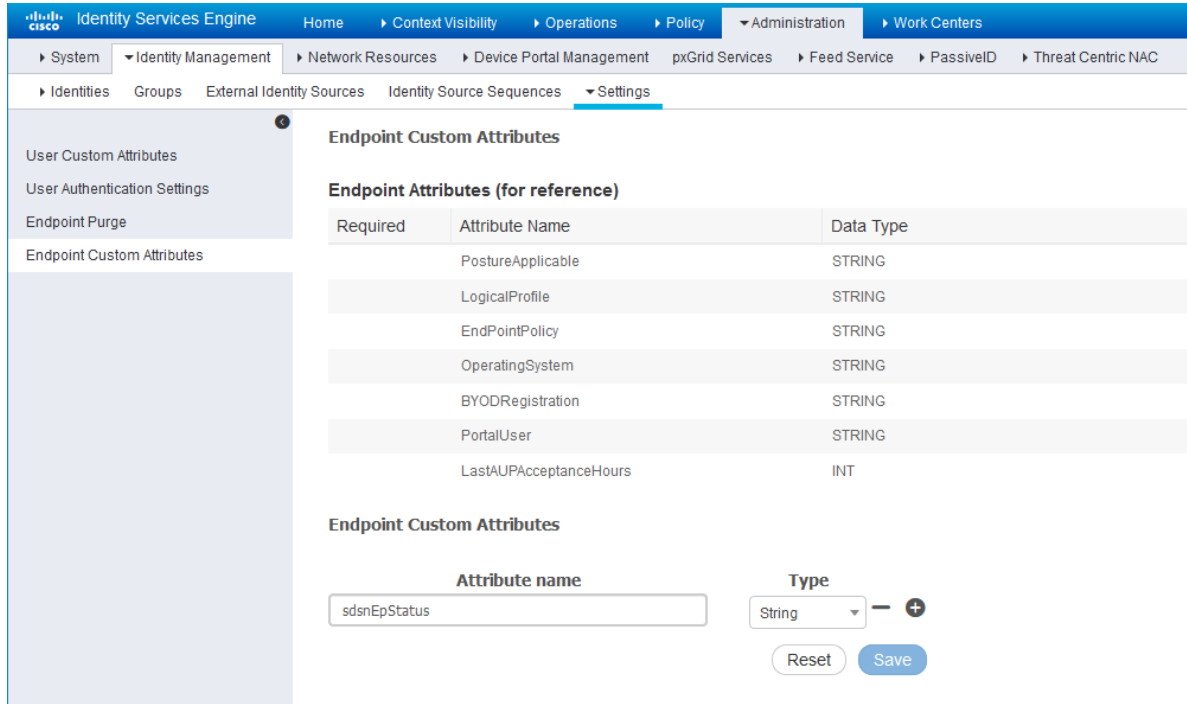 cisco Identity Services Engine Home Context Visibility Operations Policy Administration Work Centers
System Identity Management Network Resources Device Portal Management pxGrid Services Feed Service PassiveID Threat Centric NAC
Identities Groups External Identity Sources Identity Source Sequences Settings
User Custom Attributes
User Authentication Settings
Endpoint Purge
Endpoint Custom Attributes
Endpoint Custom Attributes
Endpoint Attributes (for reference)
Required Attribute Name Data Type
PostureApplicable STRING
LogicalProfile STRING
EndPointPolicy STRING
OperatingSystem STRING
BYODRegistration STRING
PortalUser STRING
LastAUPAcceptanceHours INT
Endpoint Custom Attributes
Attribute name Type
sdsnEpStatus String
Reset Save